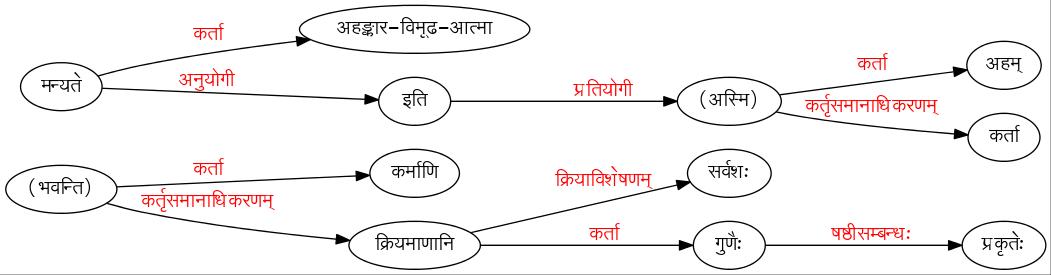 कर्ता
अहङ्कार-विमूढ-आत्मा
मन्यते
अनुयोगी
इति
प्रतियोगी
(अस्मि)
कर्ता
अहम्
कर्तृसमानाधिकरणम्
कर्ता
(भवन्ति)
कर्ता
कर्माणि
कर्तृसमानाधिकरणम्
क्रियमाणानि
क्रियाविशेषणम्
सर्वशः
कर्ता
गुणैः
षष्ठीसम्बन्धः
प्रकृतेः